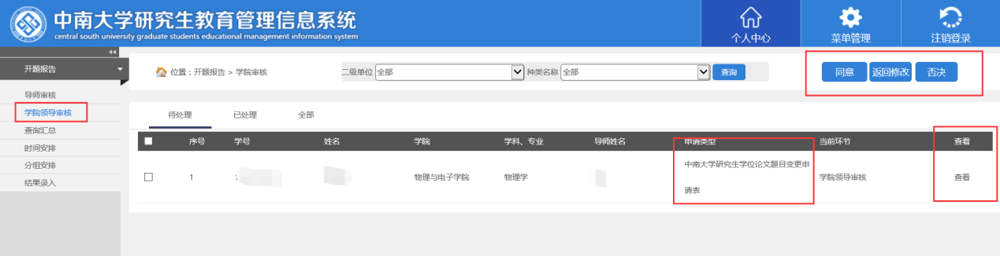 中南大学研究生教育管理信息系统
central south university graduate students educational management information system
个人中心
菜单管理
注销登录
开题报告
导师审核
学院领导审核
查询汇总
时间安排
分组安排
结果录入
位置：开题报告 > 学院审核
二级单位 全部
种类名称 全部
查询
同意 返回修改 否决
待处理 已处理 全部
序号 学号 姓名 学院 学科、专业 导师姓名 申请类型 当前环节 查看
1 物理与电子学院 物理学 中南大学研究生学位论文题目变更申
请表 学院领导审核 查看